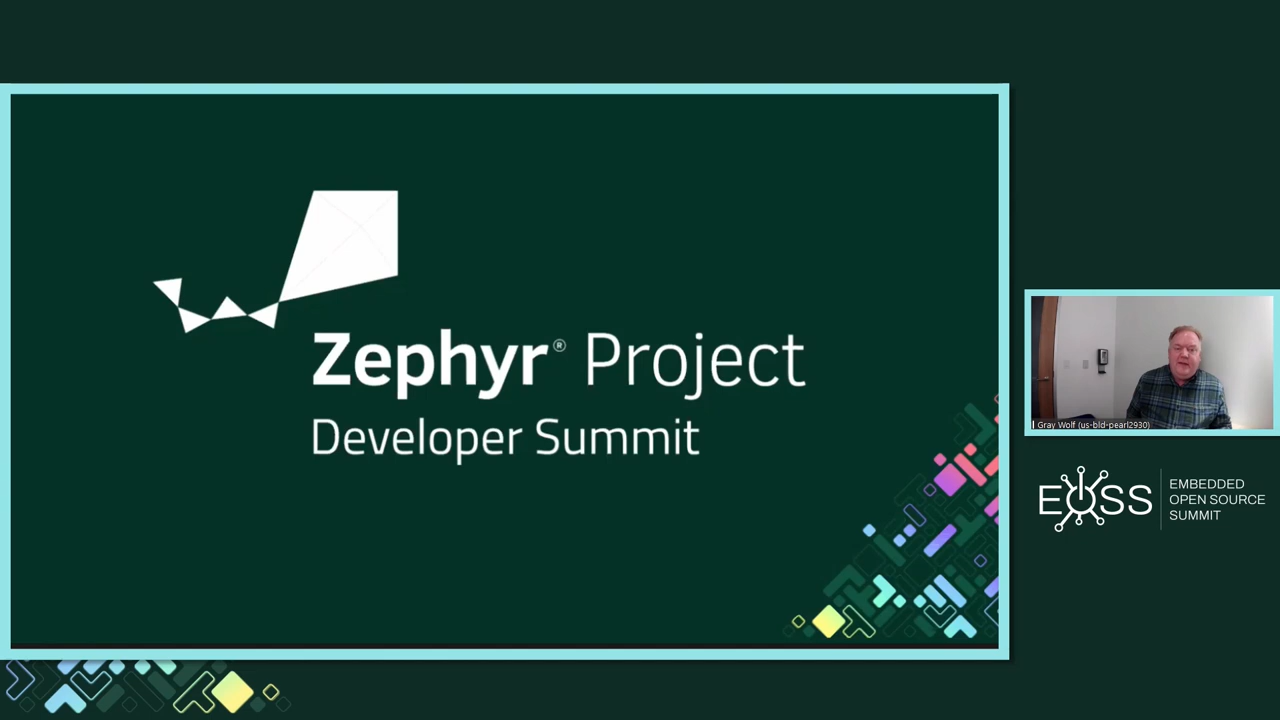 Zephyr® Project
Developer Summit
Gray Wolf (us-bld-pearl2930)
EOSS
EMBEDDED
OPEN SOURCE
SUMMIT